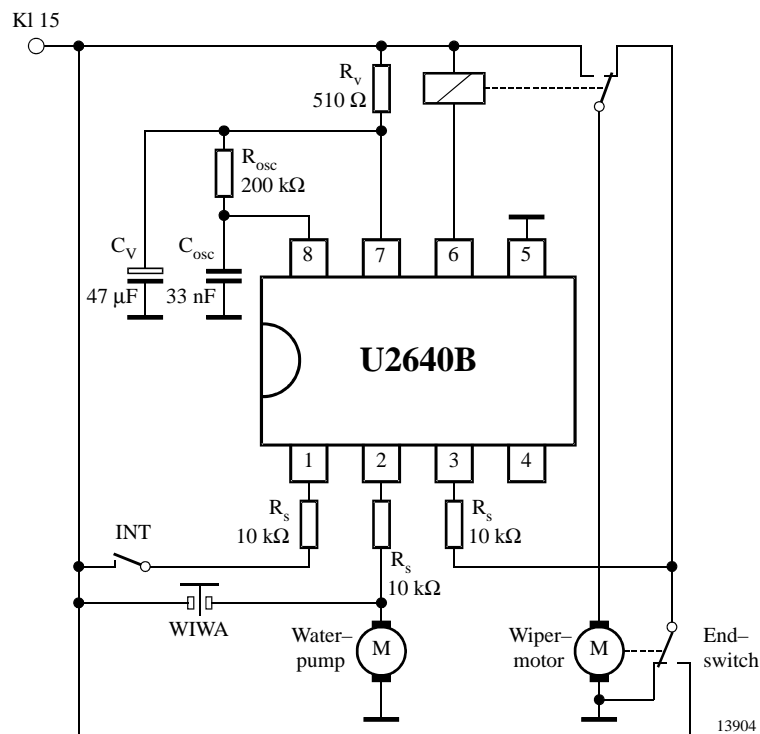 Kl 15
Rv
510 Ω
Rosc
200 kΩ
CV
Cosc
47 µF
33 nF
8
7
6
5
U2640B
1
2
3
4
Rs
10 kΩ
Rs
10 kΩ
INT
Rs
10 kΩ
WIWA
Water–
pump
M
Wiper–
motor
M
End–
switch
13904